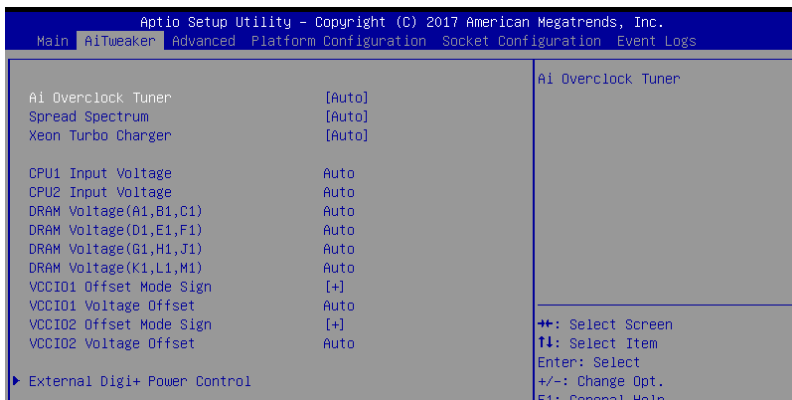 Aptio Setup Utility – Copyright (C) 2017 American Megatrends, Inc.
Main AiTweaker Advanced Platform Configuration Socket Configuration Event Logs
Ai Overclock Tuner [Auto]
Spread Spectrum [Auto]
Xeon Turbo Charger [Auto]
CPU1 Input Voltage Auto
CPU2 Input Voltage Auto
DRAM Voltage(A1,B1,C1) Auto
DRAM Voltage(D1,E1,F1) Auto
DRAM Voltage(G1,H1,J1) Auto
DRAM Voltage(K1,L1,M1) Auto
VCCIO1 Offset Mode Sign [+]
VCCIO1 Voltage Offset Auto
VCCIO2 Offset Mode Sign [+]
VCCIO2 Voltage Offset Auto
External Digi+ Power Control
Ai Overclock Tuner
→←: Select Screen
↑↓: Select Item
Enter: Select
+/-: Change Opt.
F1: General Help